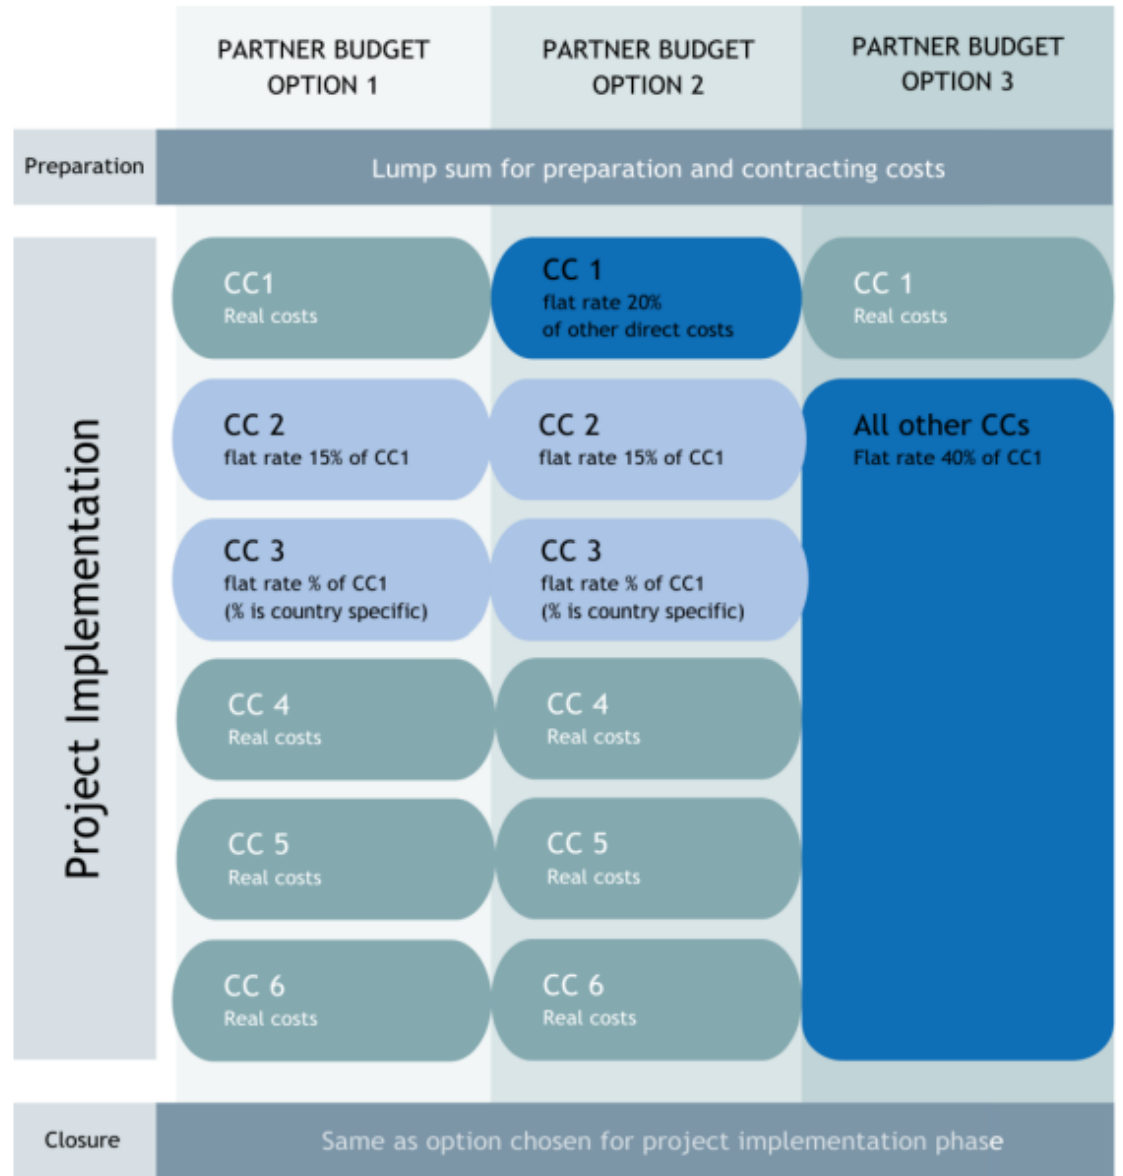 PARTNER BUDGET
OPTION 1
PARTNER BUDGET
OPTION 2
PARTNER BUDGET
OPTION 3
Preparation
Lump sum for preparation and contracting costs
Project Implementation
CC1
Real costs
CC 1
flat rate 20%
of other direct costs
CC 1
Real costs
CC 2
flat rate 15% of CC1
CC 2
flat rate 15% of CC1
All other CCs
Flat rate 40% of CC1
CC 3
flat rate % of CC1
(% is country specific)
CC 3
flat rate % of CC1
(% is country specific)
CC 4
Real costs
CC 4
Real costs
CC 5
Real costs
CC 5
Real costs
CC 6
Real costs
CC 6
Real costs
Closure
Same as option chosen for project implementation phase